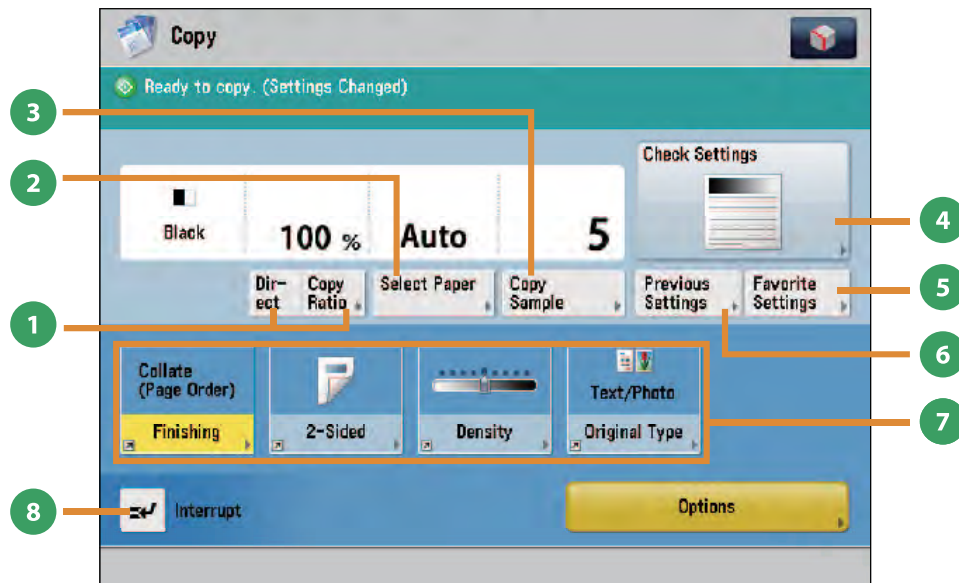 Copy
Ready to copy. (Settings Changed)
3
Check Settings
2
Black
100 %
Auto
5
4
Dir-
ect
Copy
Ratio
Select Paper
Copy
Sample
Previous
Settings
Favorite
Settings
5
1
6
Collate
(Page Order)
Text/Photo
Finishing
2-Sided
Density
Original Type
7
8
Interrupt
Options